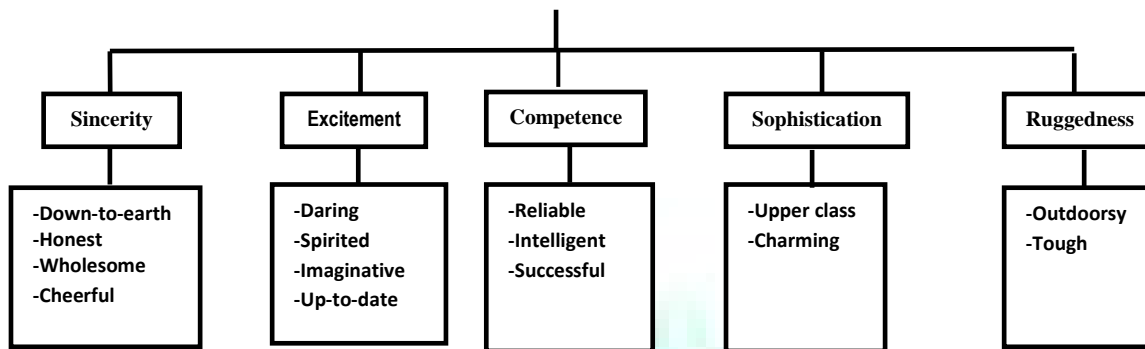 Sincerity
Excitement
Competence
Sophistication
Ruggedness
-Down-to-earth
-Honest
-Wholesome
-Cheerful
-Daring
-Spirited
-Imaginative
-Up-to-date
-Reliable
-Intelligent
-Successful
-Upper class
-Charming
-Outdoorsy
-Tough